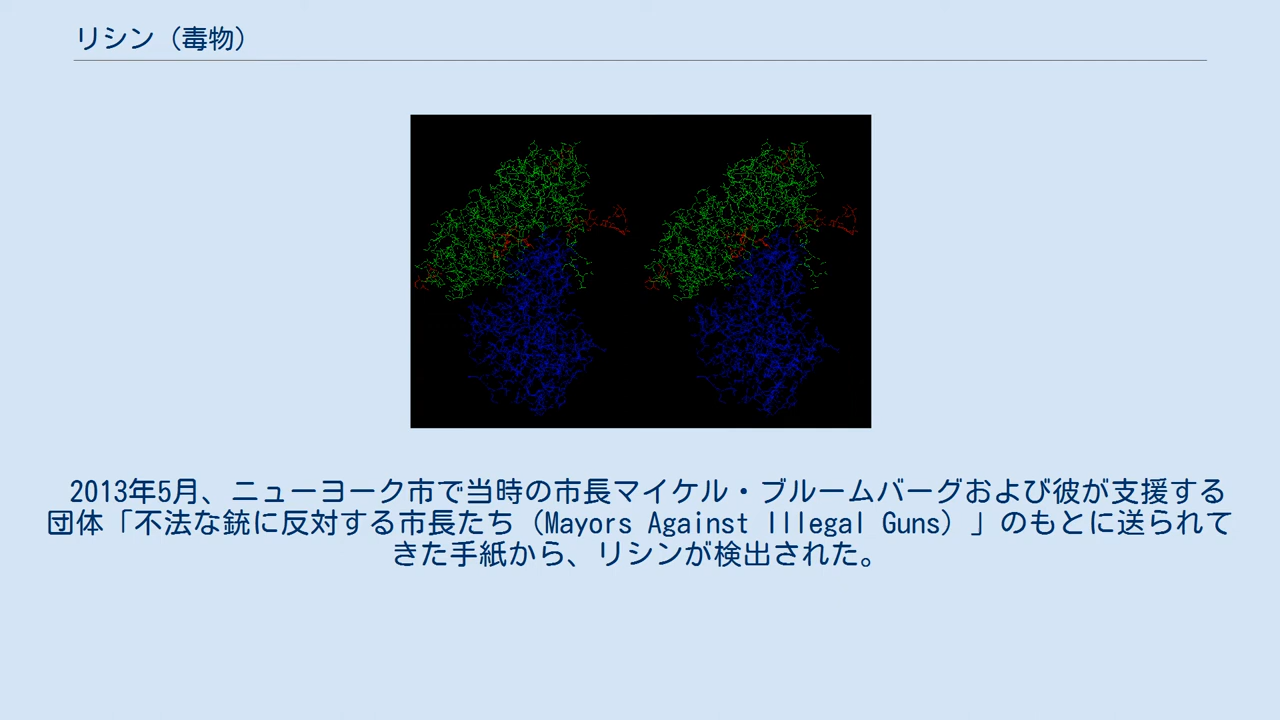 リシン（毒物）
2013年5月、ニューヨーク市で当時の市長マイケル・ブルームバーグおよび彼が支援する
団体「不法な銃に反対する市長たち（Mayors Against Illegal Guns）」のもとに送られて
きた手紙から、リシンが検出された。